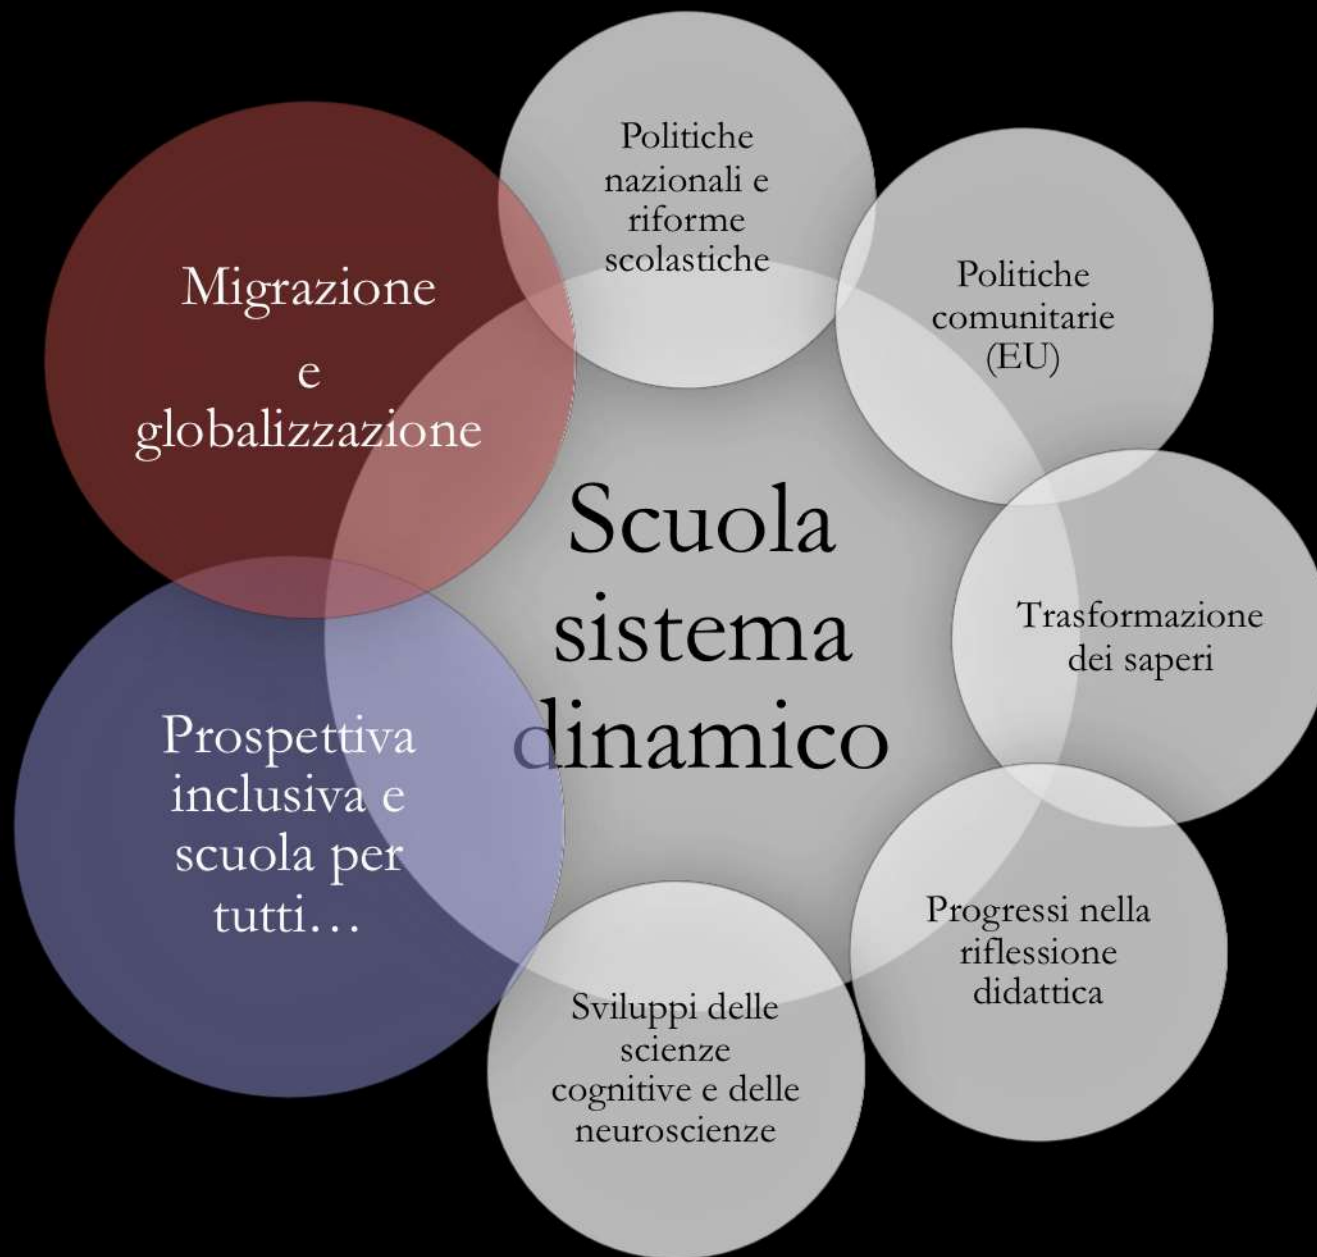 Politiche
nazionali e
riforme
scolastiche
Politiche
comunitarie
(EU)
Trasformazione
dei saperi
Progressi nella
riflessione
didattica
Sviluppi delle
scienze
cognitive e delle
neuroscienze
Prospettiva
inclusiva e
scuola per
tutti…
Migrazione
e
globalizzazione
Scuola
sistema
dinamico